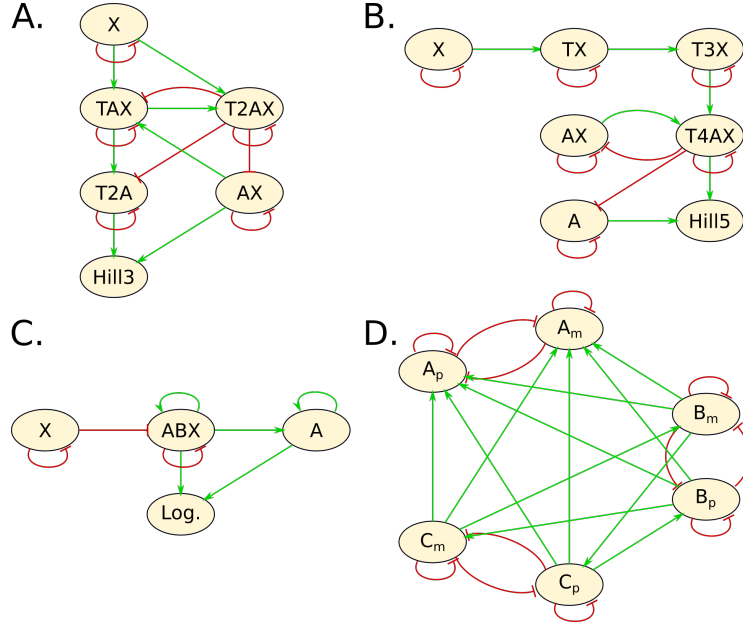 A.
X
TAX
T2AX
T2A
AX
Hill3
B.
X
TX
T3X
AX
T4AX
A
Hill5
C.
X
ABX
A
Log.
D.
Am
Ap
Bm
Bp
Cm
Cp